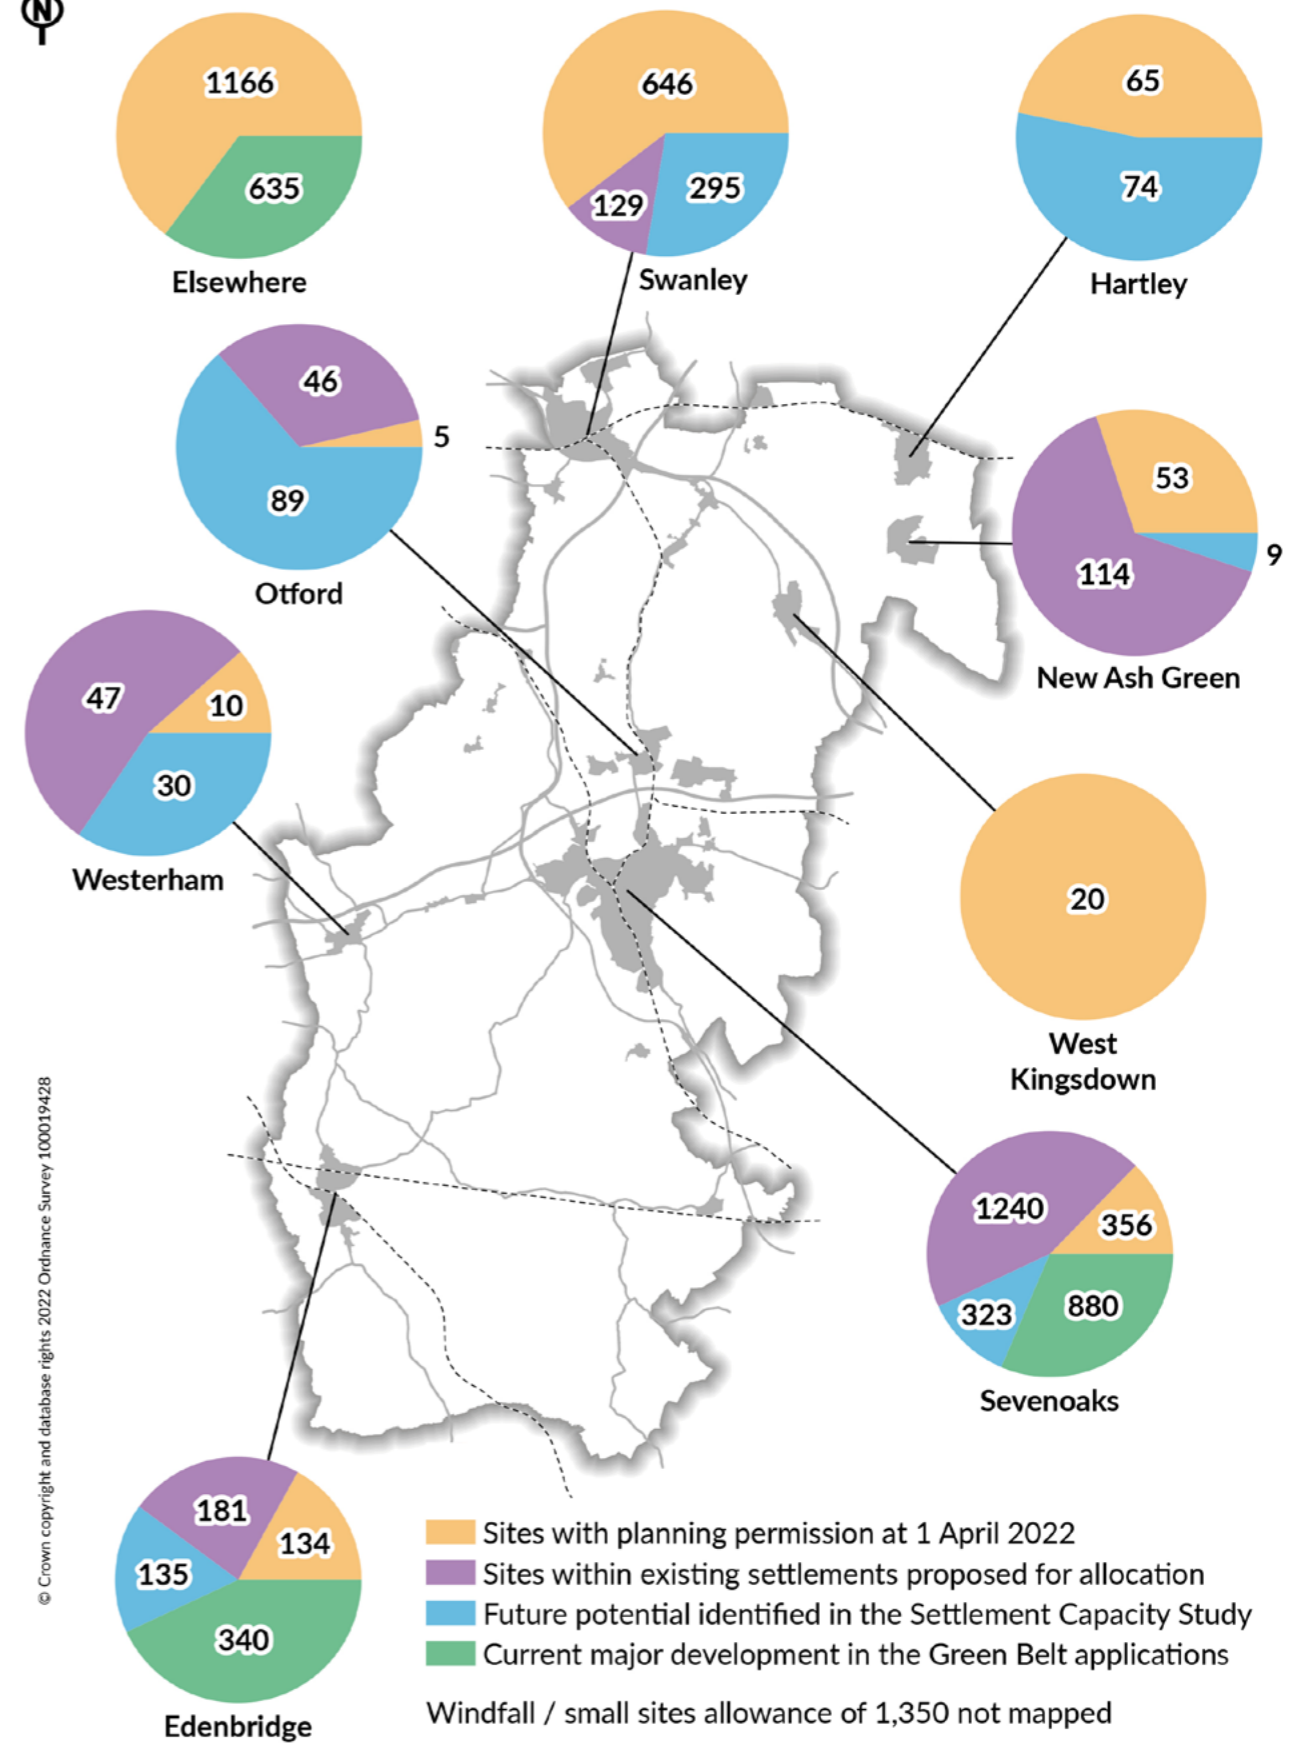 N
1166
635
Elsewhere
646
129
295
Swanley
65
74
Hartley
46
5
89
Otford
53
9
114
New Ash Green
47
10
30
Westerham
20
West
Kingsdown
1240
356
323
880
Sevenoaks
181
134
135
340
Edenbridge
© Crown copyright and database rights 2022 Ordnance Survey 100019428
Sites with planning permission at 1 April 2022
Sites within existing settlements proposed for allocation
Future potential identified in the Settlement Capacity Study
Current major development in the Green Belt applications
Windfall / small sites allowance of 1,350 not mapped